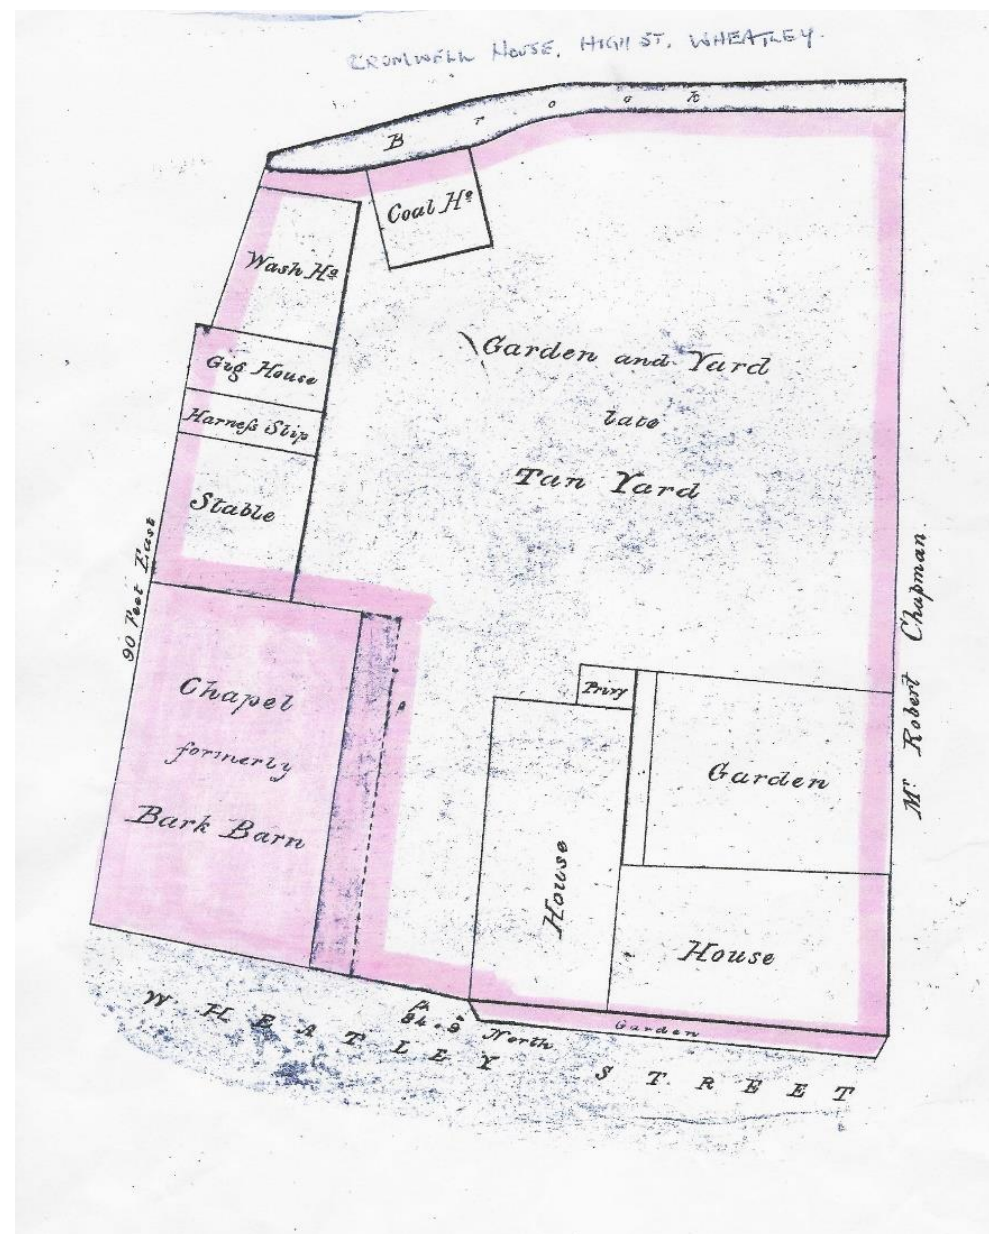 CROMWELL HOUSE, HIGH ST, WHEATLEY.
B r o o k
Coal Ho
Wash Ho
Gig House
Harneſs Slip
Stable
Garden and Yard
late
Tan Yard
90 Feet East
Mr Robert Chapman
Chapel
formerly
Bark Barn
Privy
Garden
House
House
Garden
84 . 9 North
WHEATLEY STREET